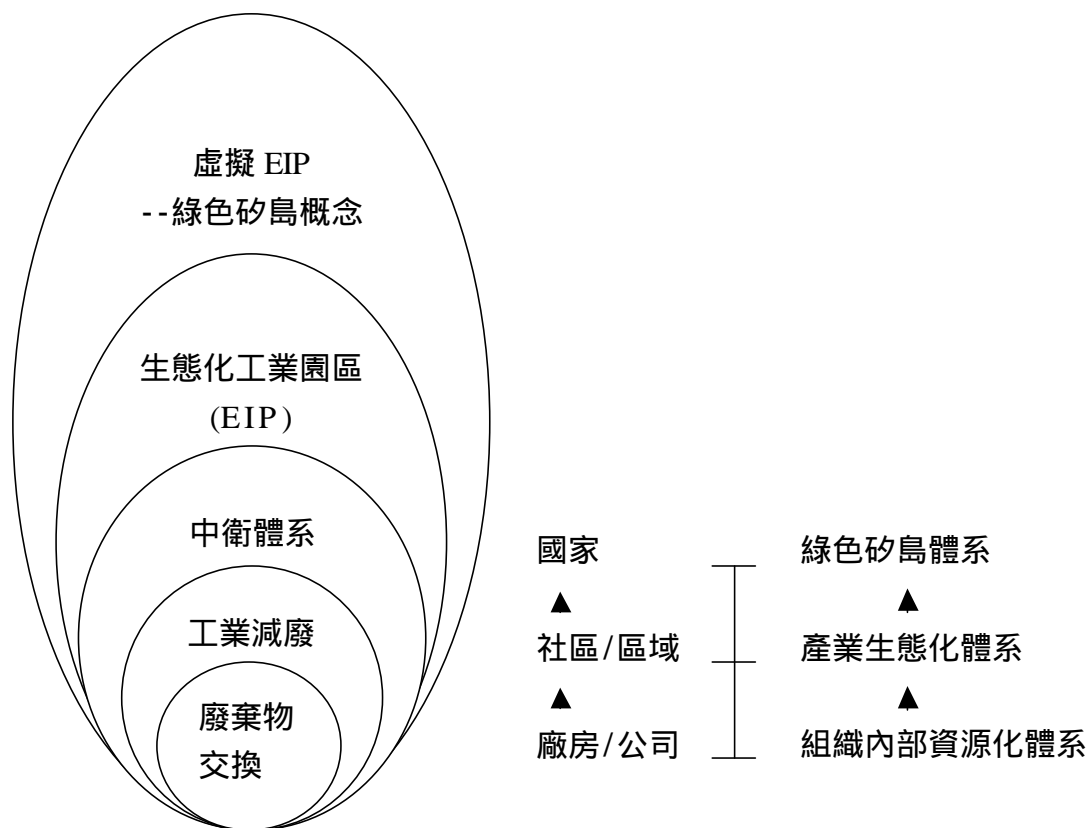 虛擬 EIP
--綠色矽島概念
生態化工業園區
(EIP)
中衛體系
工業減廢
廢棄物
交換
國家
綠色矽島體系
社區/區域
產業生態化體系
廠房/公司
組織內部資源化體系